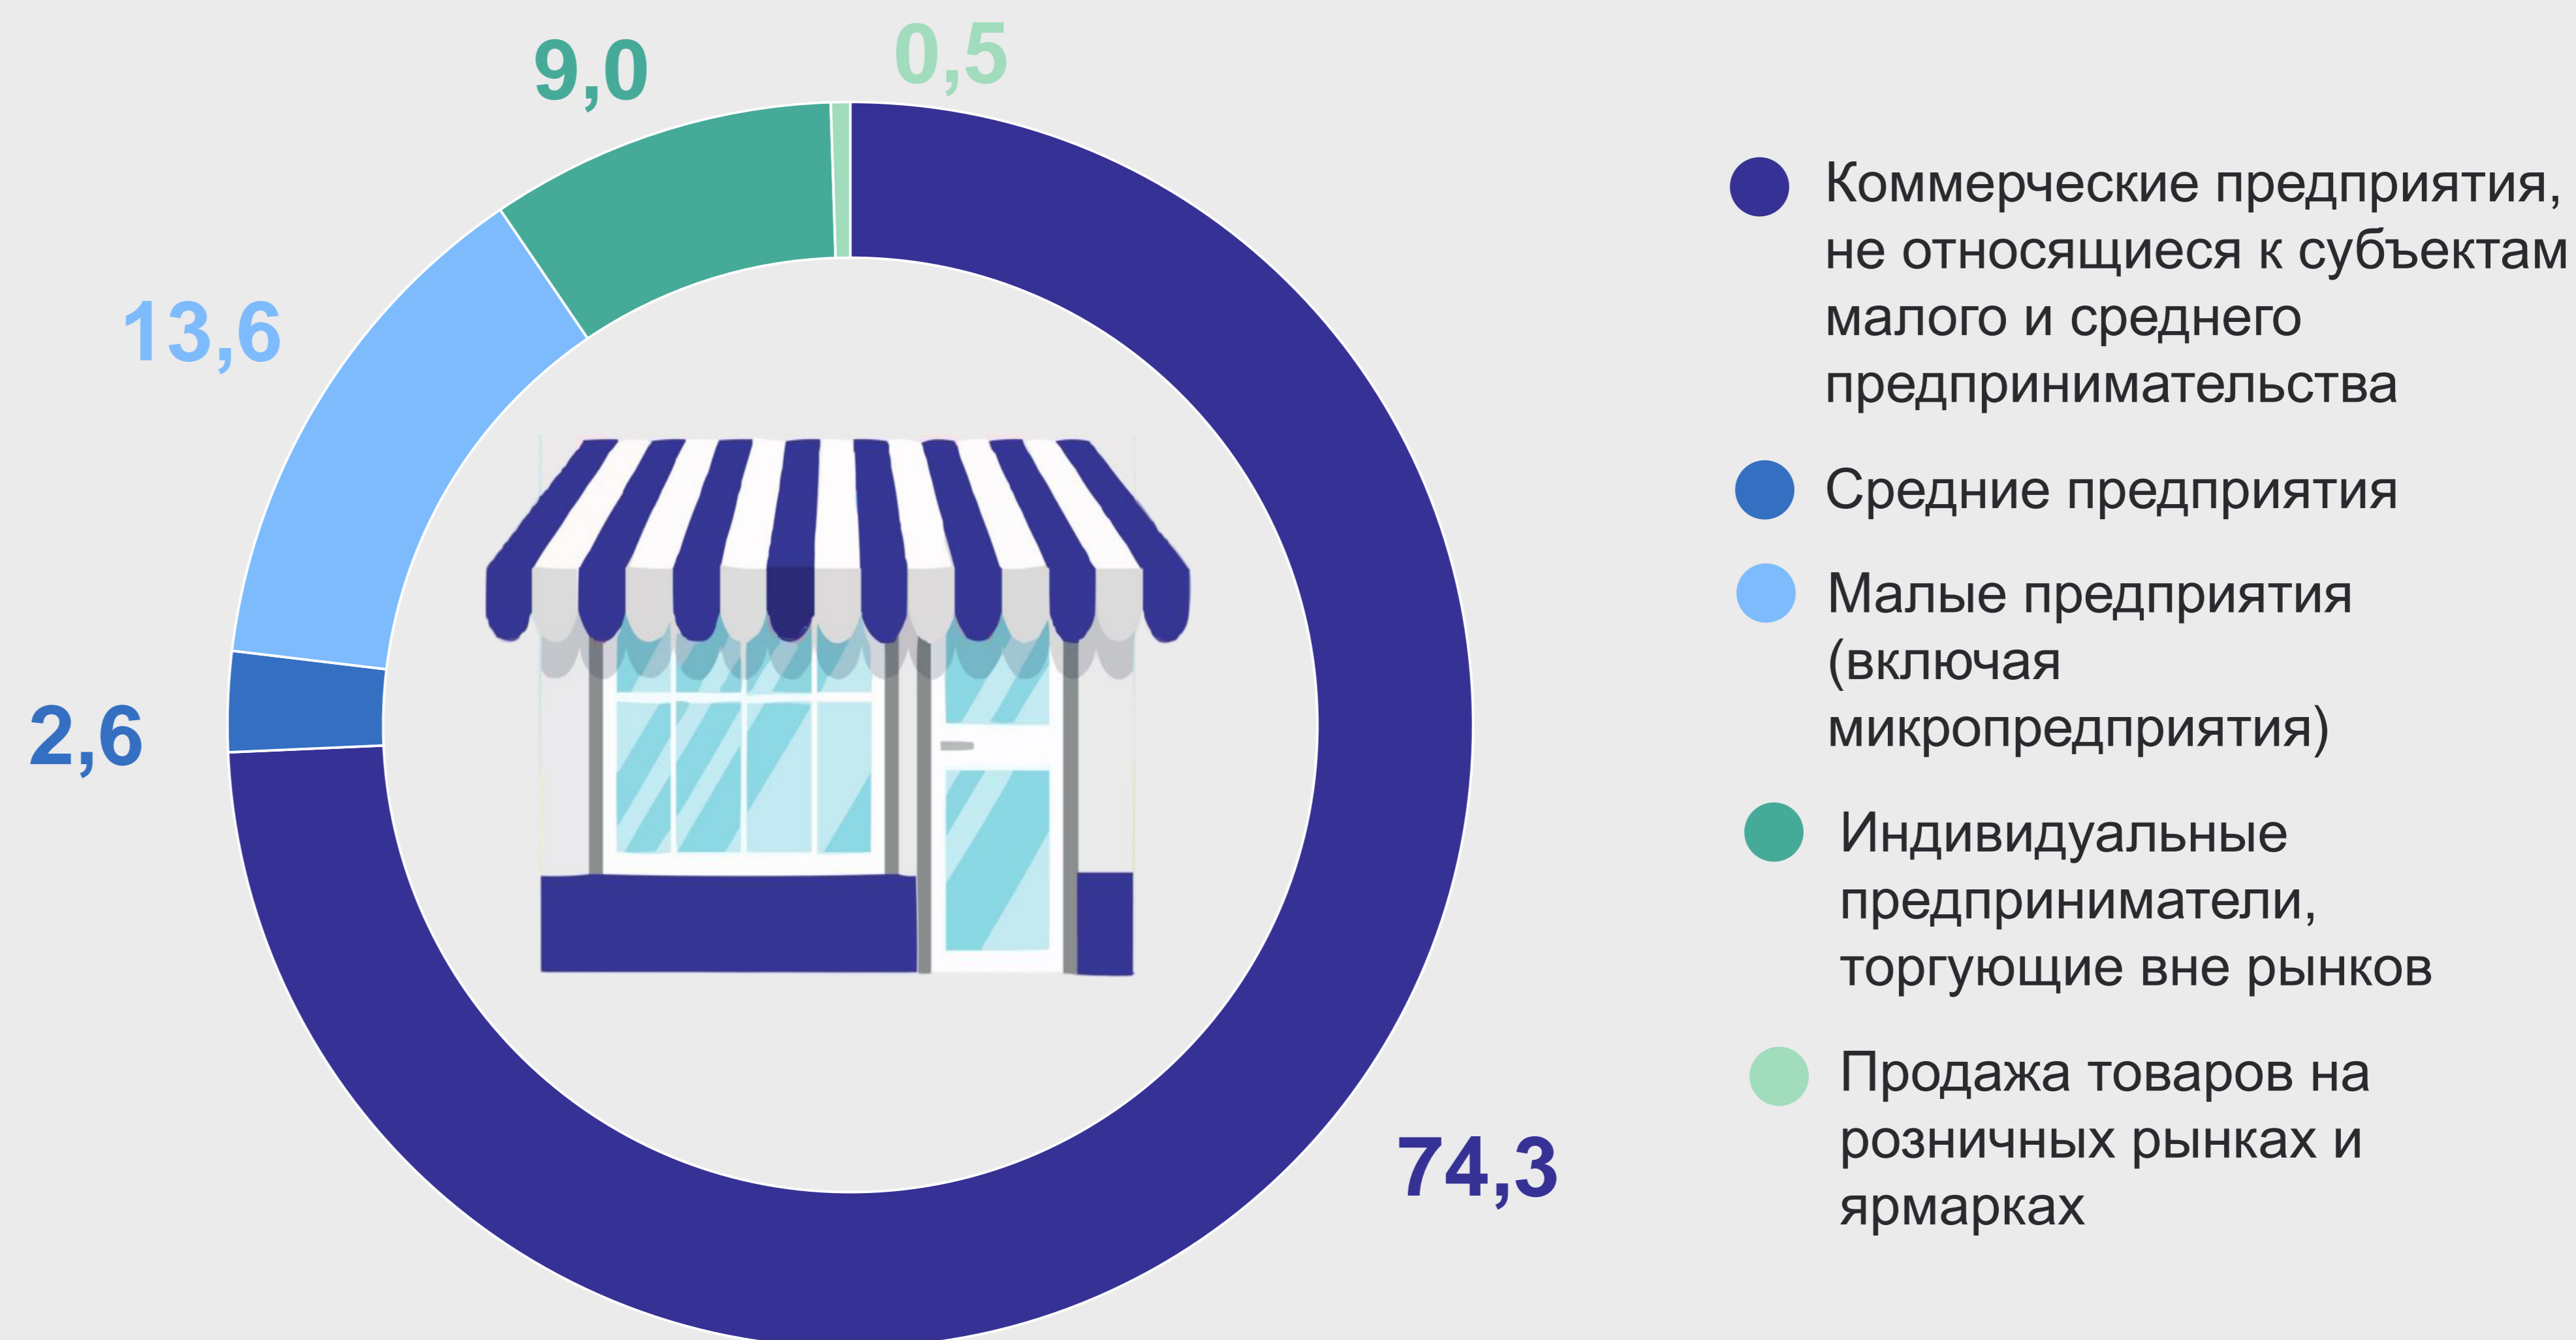 9,0
0,5
13,6
2,6
74,3
Коммерческие предприятия,
не относящиеся к субъектам
малого и среднего
предпринимательства
Средние предприятия
Малые предприятия
(включая
микропредприятия)
Индивидуальные
предприниматели,
торгующие вне рынков
Продажа товаров на
розничных рынках и
ярмарках